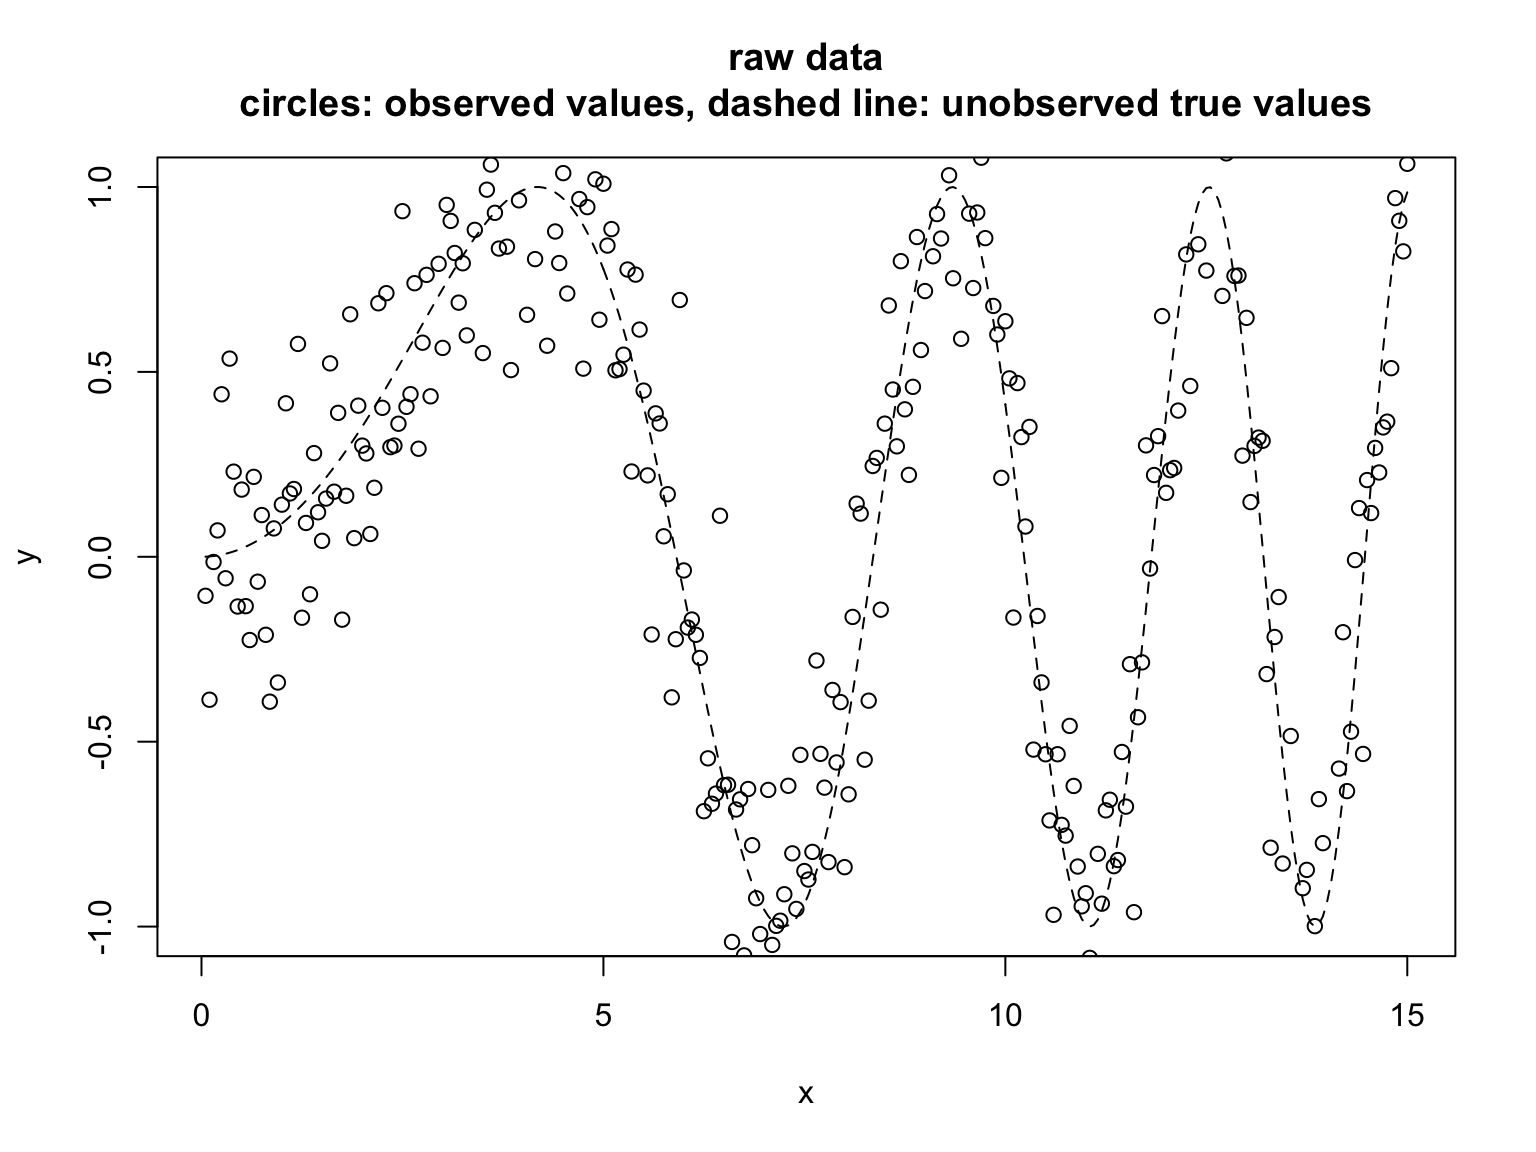 raw data
circles: observed values, dashed line: unobserved true values
1.0
0.5
0.0
-0.5
-1.0
y
0
5
10
15
x